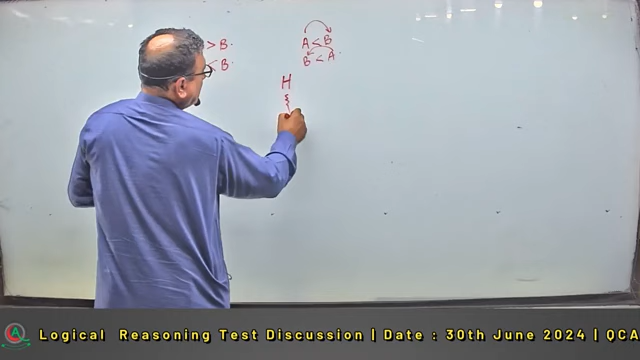 > B.
< B.
A < B
B < A.
H
Logical Reasoning Test Discussion | Date : 30th June 2024 | QCA